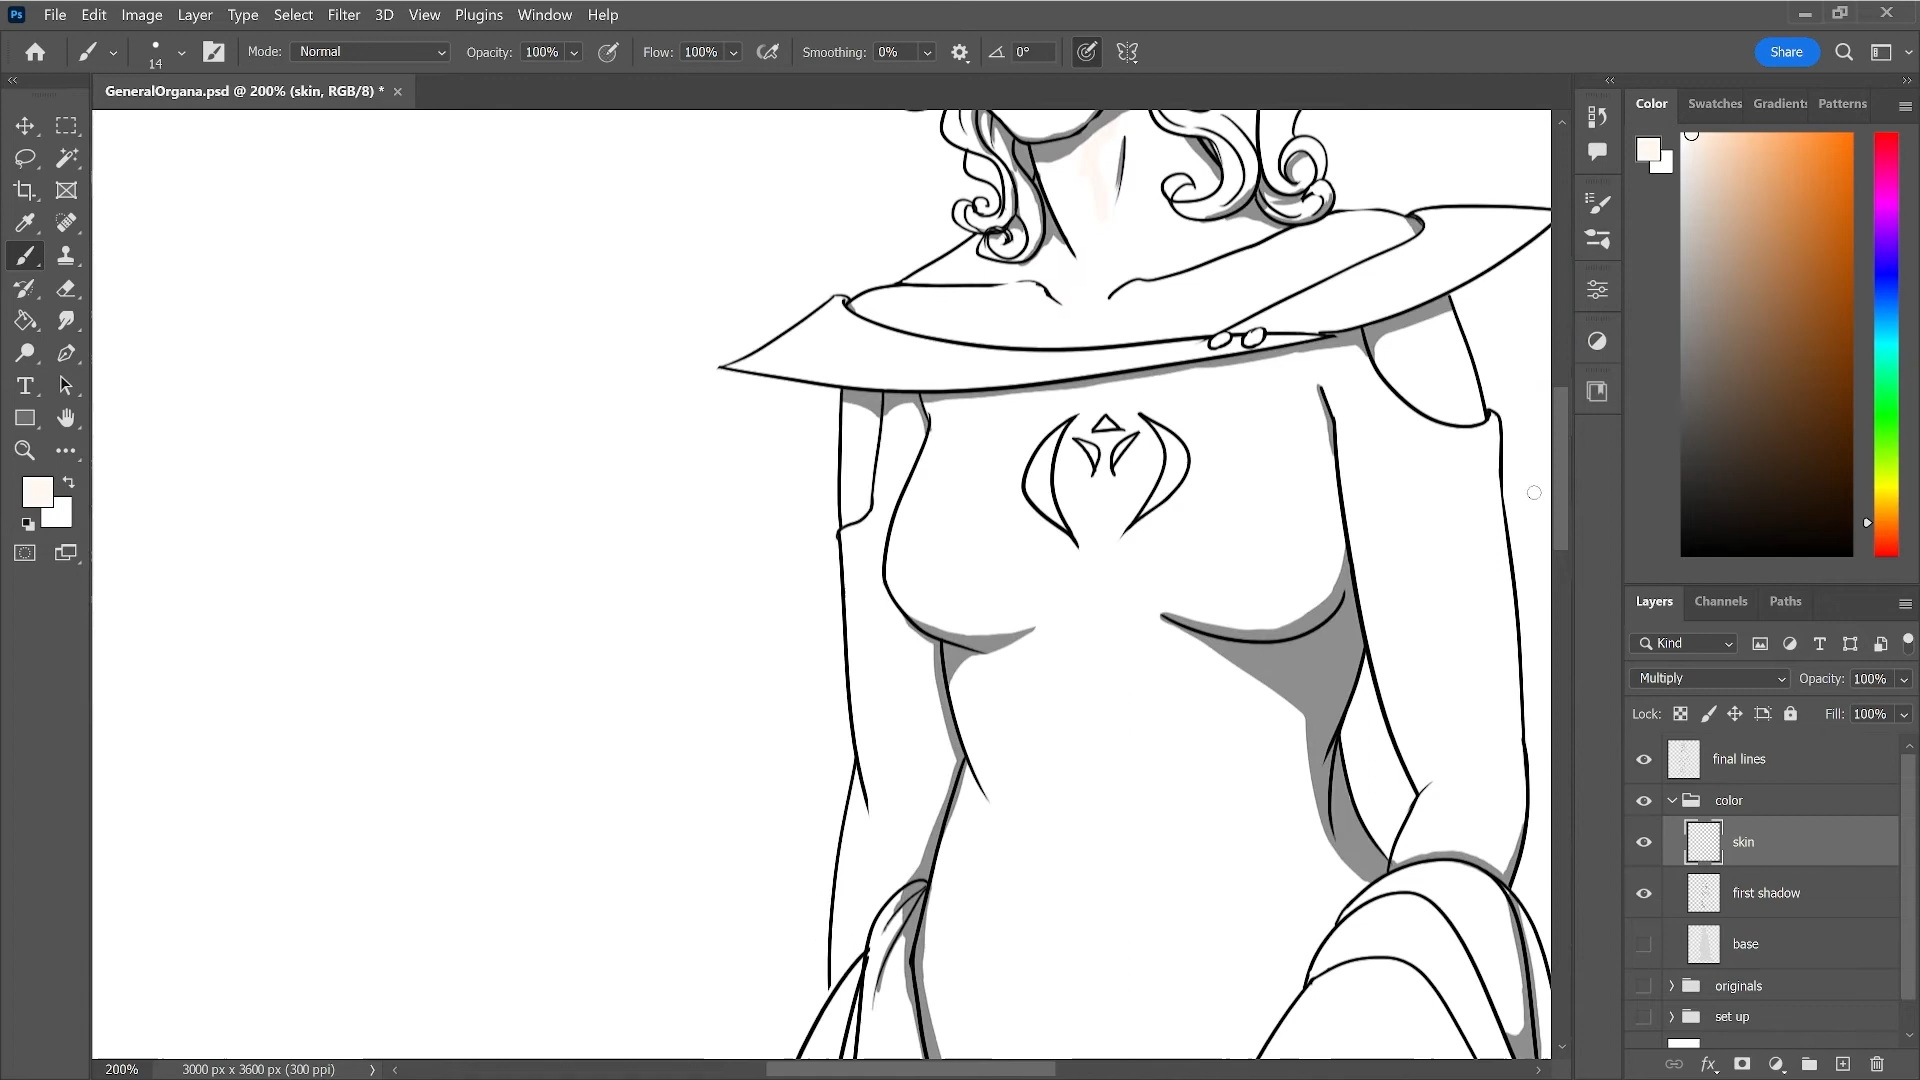 Ps File Edit Image Layer Type Select Filter 3D View Plugins Window Help
14 Mode: Normal Opacity: 100% Flow: 100% Smoothing: 0% 0° Share
GeneralOrgana.psd @ 200% (skin, RGB/8) *
Color Swatches Gradients Patterns
Layers Channels Paths
Kind
Multiply Opacity: 100%
Lock: Fill: 100%
final lines
color
skin
first shadow
base
originals
set up
200% 3000 px x 3600 px (300 ppi)